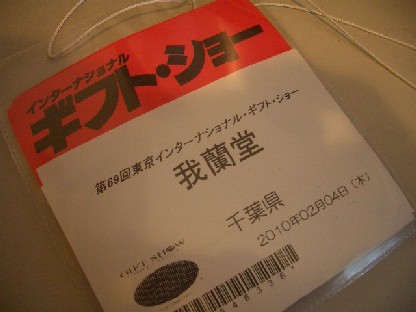 インターナショナル
ギフト・ショー
第69回東京インターナショナル・ギフト・ショー
我蘭堂
千葉県
2010年02月04日(木)
GIFT SHOW